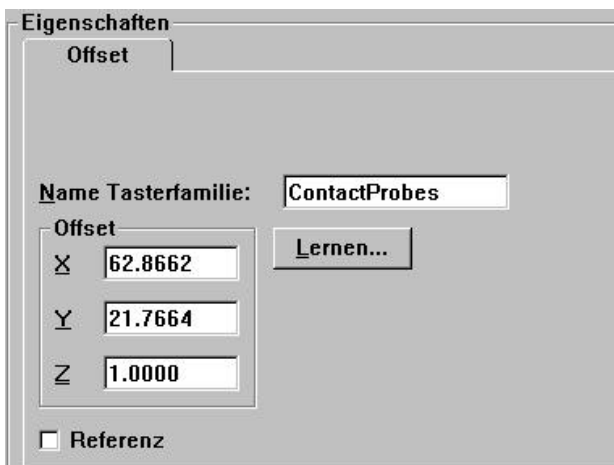 Eigenschaften
Offset
Name Tasterfamilie: ContactProbes
Offset
Lernen...
X 62.8662
Y 21.7664
Z 1.0000
Referenz